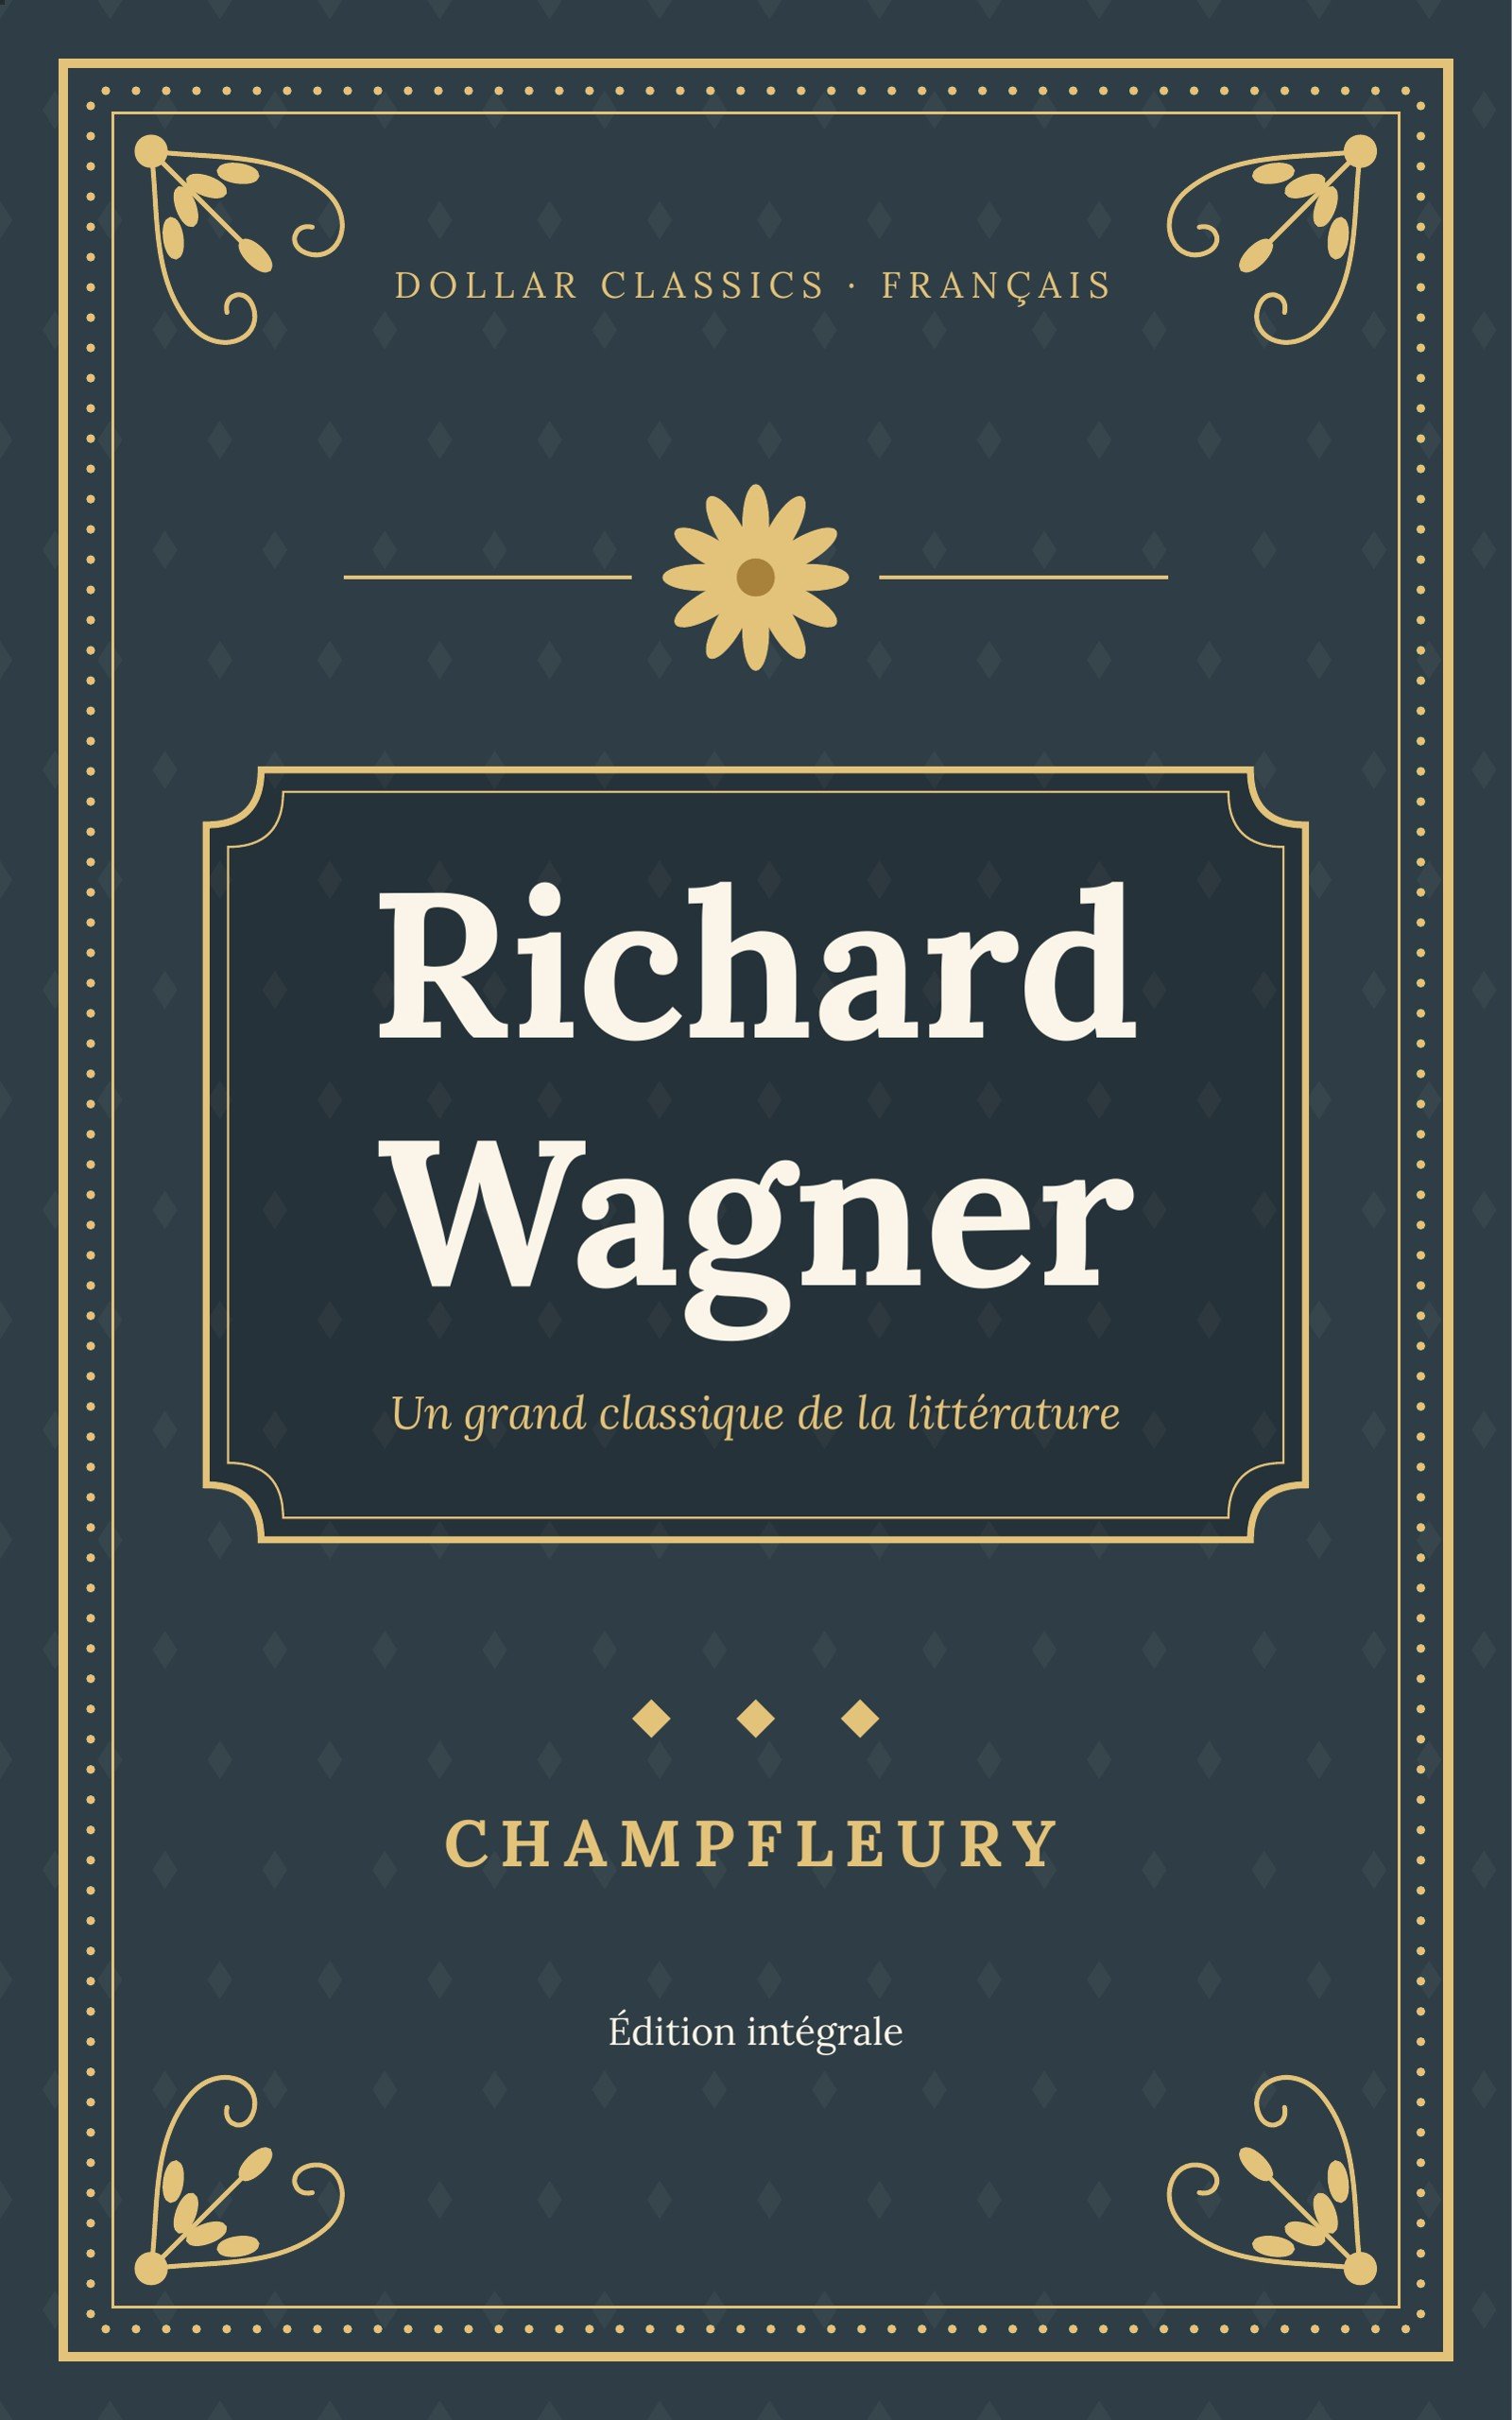 DOLLAR CLASSICS · FRANÇAIS
Richard
Wagner
Un grand classique de la littérature
CHAMPFLEURY
Édition intégrale